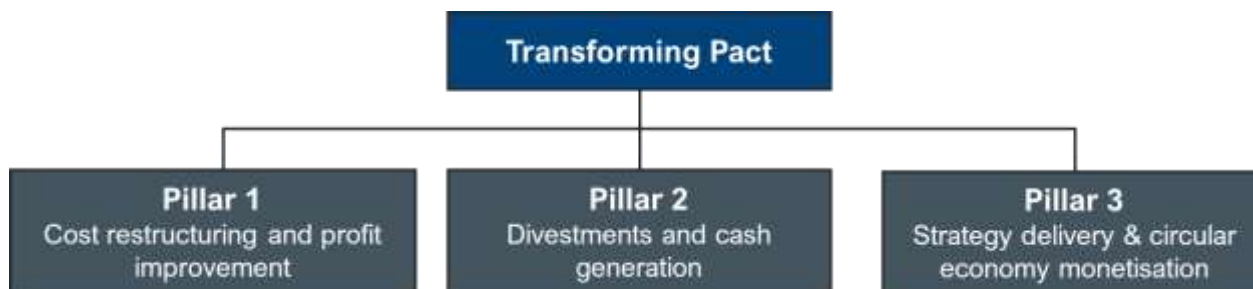 Transforming Pact
Pillar 1
Cost restructuring and profit
improvement
Pillar 2
Divestments and cash
generation
Pillar 3
Strategy delivery & circular
economy monetisation